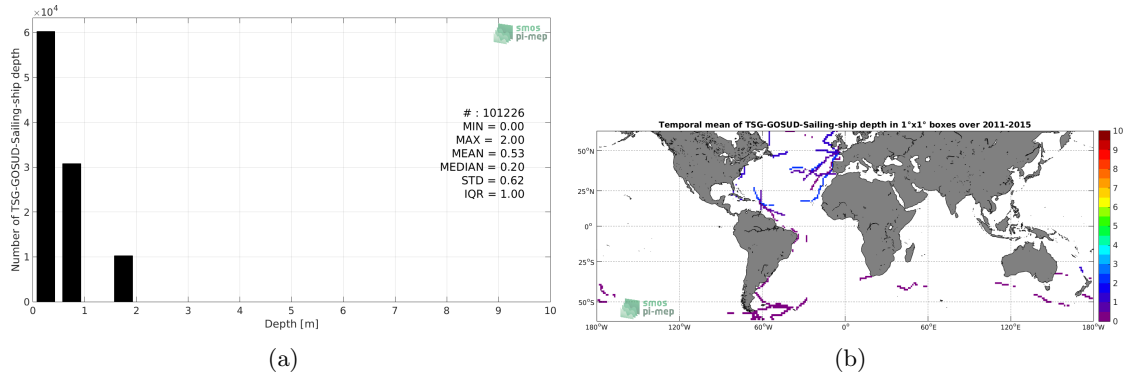 ×10⁴
smos
pi-mep
Number of TSG-GOSUD-Sailing-ship depth
6
5
4
3
2
1
0
# : 101226
MIN = 0.00
MAX = 2.00
MEAN = 0.53
MEDIAN = 0.20
STD = 0.62
IQR = 1.00
0 1 2 3 4 5 6 7 8 9 10
Depth [m]
(a)
Temporal mean of TSG-GOSUD-Sailing-ship depth in 1°x1° boxes over 2011-2015
50°N
25°N
0°
25°S
50°S
smos
pi-mep
180°W 120°W 60°W 0° 60°E 120°E 180°W
10
9
8
7
6
5
4
3
2
1
0
(b)